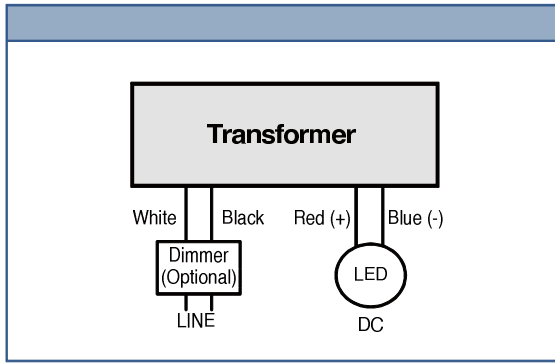 Transformer
White Black Red (+) Blue (-)
Dimmer
(Optional)
LED
LINE
DC